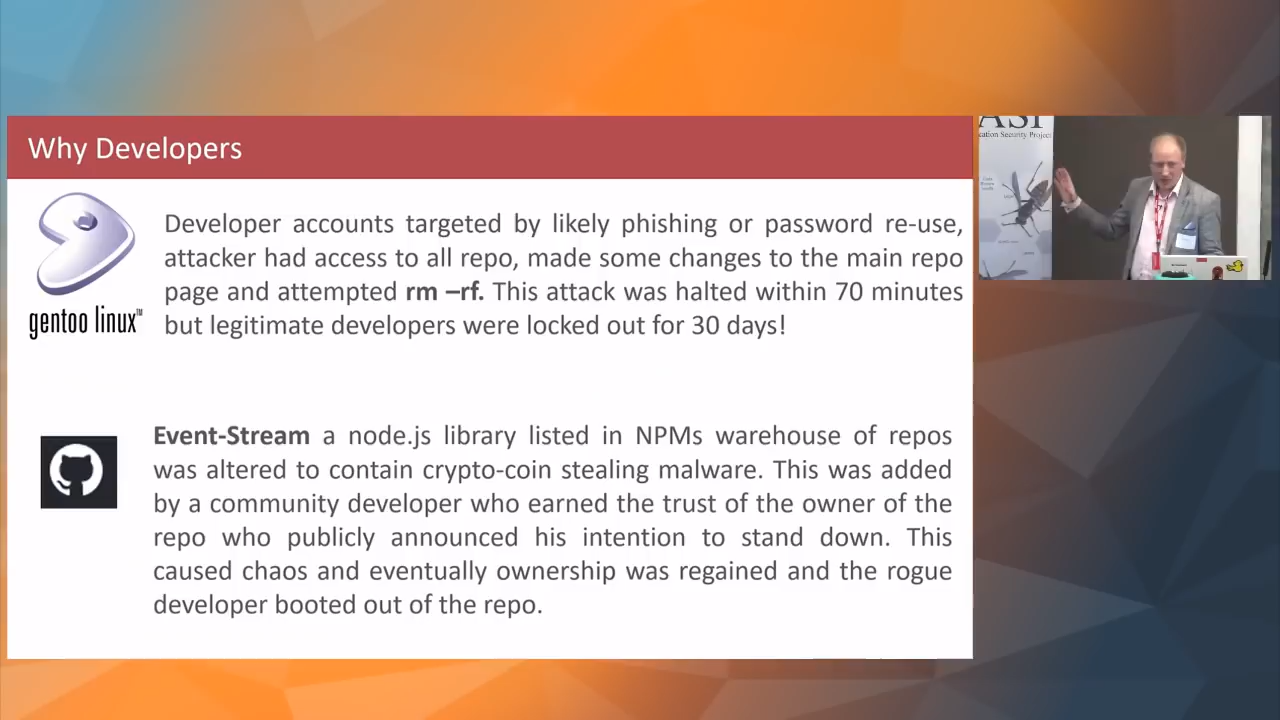 Why Developers
gentoo linux™
Developer accounts targeted by likely phishing or password re-use,
attacker had access to all repo, made some changes to the main repo
page and attempted rm –rf. This attack was halted within 70 minutes
but legitimate developers were locked out for 30 days!
Event-Stream a node.js library listed in NPMs warehouse of repos
was altered to contain crypto-coin stealing malware. This was added
by a community developer who earned the trust of the owner of the
repo who publicly announced his intention to stand down. This
caused chaos and eventually ownership was regained and the rogue
developer booted out of the repo.
cation Security Project